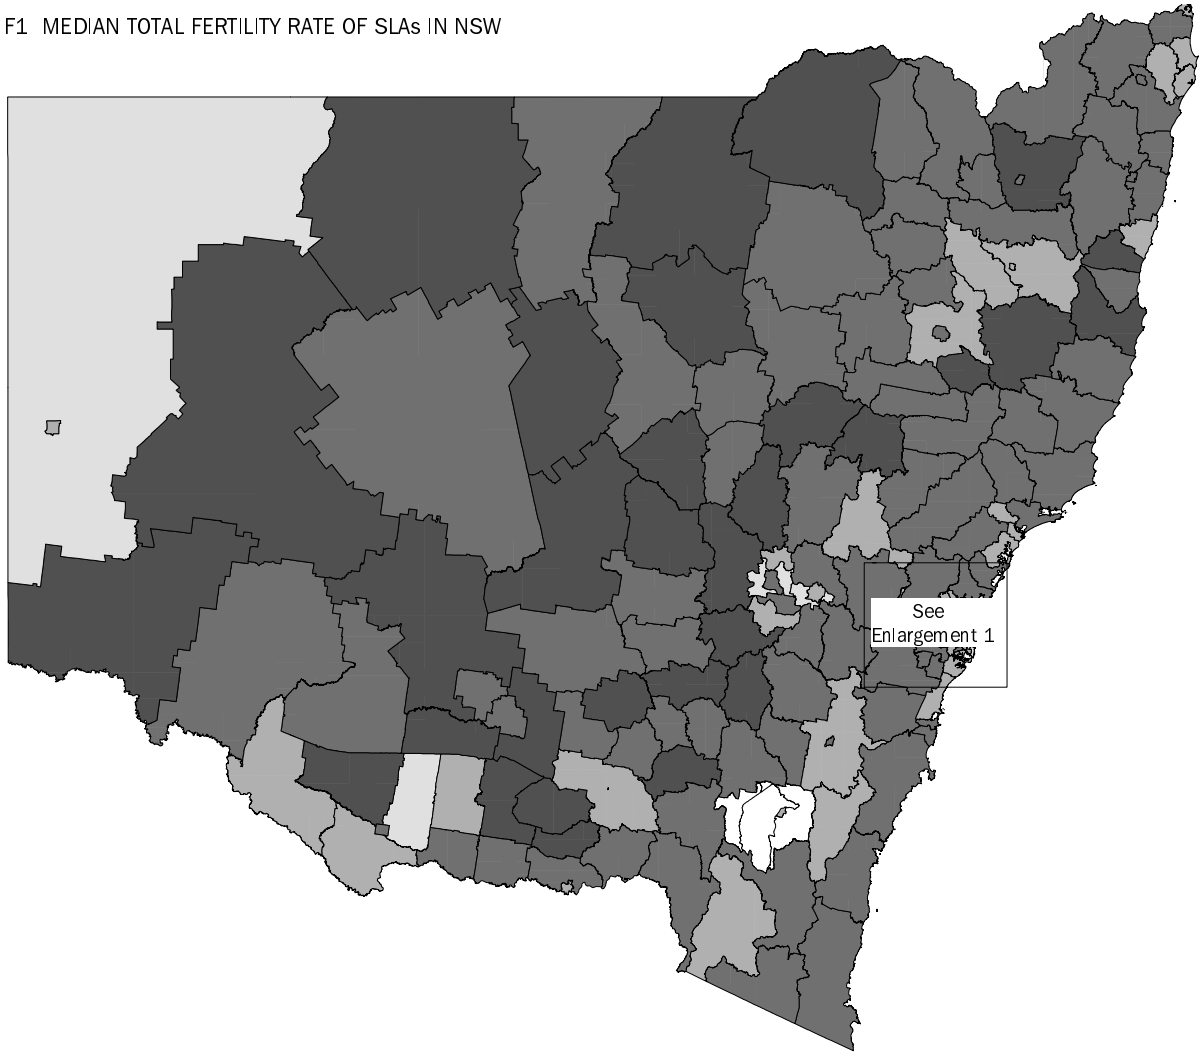 F1 MEDIAN TOTAL FERTILITY RATE OF SLAs IN NSW
See
Enlargement 1